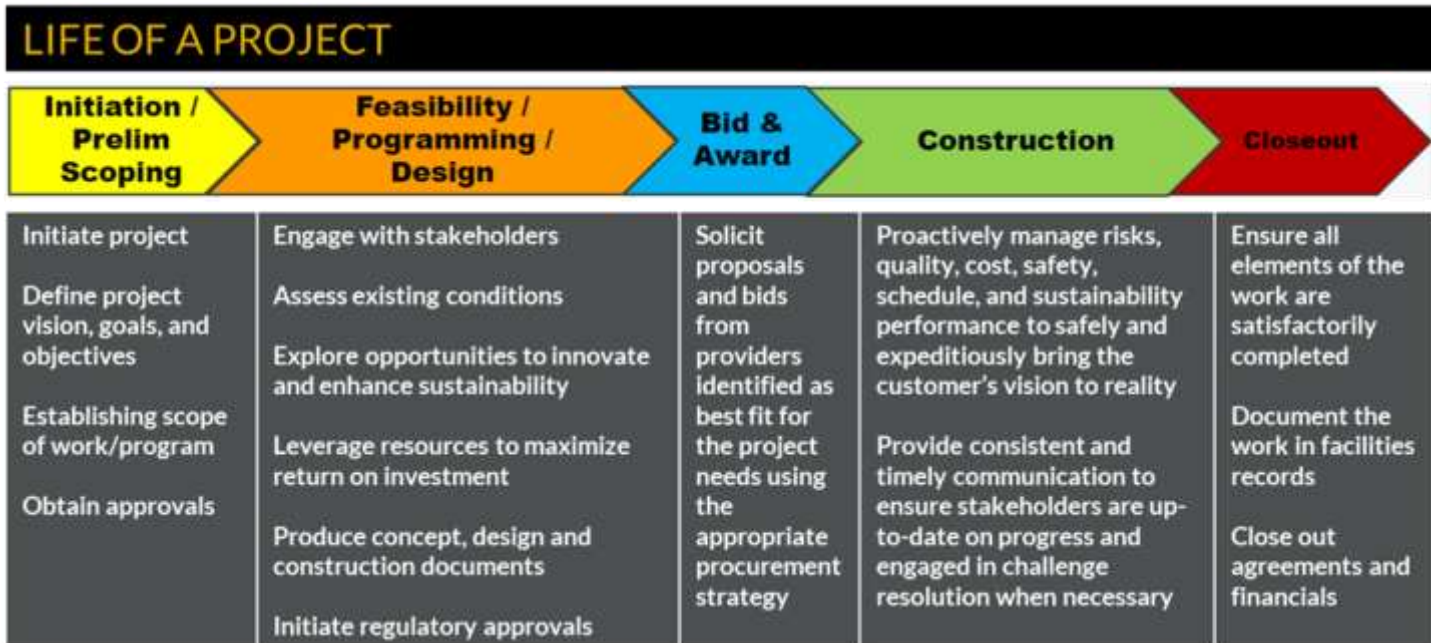 LIFE OF A PROJECT
Initiation /
Prelim
Scoping
Feasibility /
Programming /
Design
Bid &
Award
Construction
Closeout
Initiate project
Define project
vision, goals, and
objectives
Establishing scope
of work/program
Obtain approvals
Engage with stakeholders
Assess existing conditions
Explore opportunities to innovate
and enhance sustainability
Leverage resources to maximize
return on investment
Produce concept, design and
construction documents
Initiate regulatory approvals
Solicit
proposals
and bids
from
providers
identified as
best fit for
the project
needs using
the
appropriate
procurement
strategy
Proactively manage risks,
quality, cost, safety,
schedule, and sustainability
performance to safely and
expeditiously bring the
customer's vision to reality
Provide consistent and
timely communication to
ensure stakeholders are up-
to-date on progress and
engaged in challenge
resolution when necessary
Ensure all
elements of the
work are
satisfactorily
completed
Document the
work in facilities
records
Close out
agreements and
financials